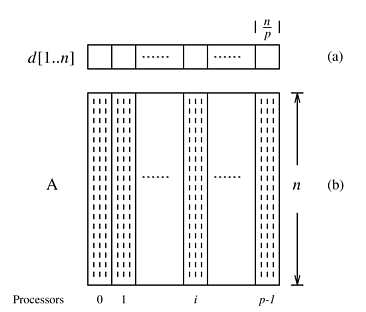 n
p
d[1..n]
......
......
(a)
A
......
......
n
(b)
Processors 0 1 i p-1